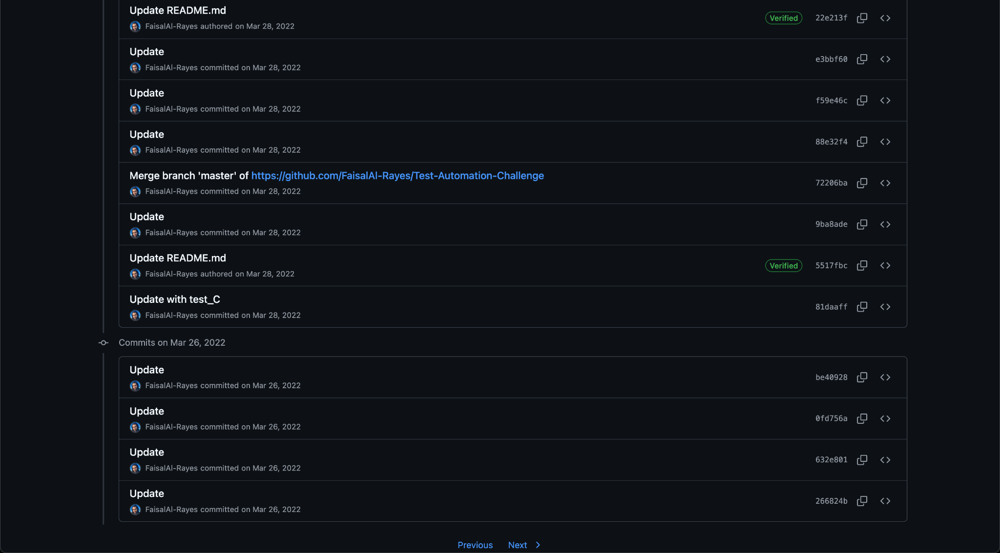 Update README.md
FaisalAl-Rayes authored on Mar 28, 2022
Verified
22e213f
Update
FaisalAl-Rayes committed on Mar 28, 2022
e3bbf60
Update
FaisalAl-Rayes committed on Mar 28, 2022
f59e46c
Update
FaisalAl-Rayes committed on Mar 28, 2022
88e32f4
Merge branch 'master' of https://github.com/FaisalAl-Rayes/Test-Automation-Challenge
FaisalAl-Rayes committed on Mar 28, 2022
72206ba
Update
FaisalAl-Rayes committed on Mar 28, 2022
9ba8ade
Update README.md
FaisalAl-Rayes authored on Mar 28, 2022
Verified
5517fbc
Update with test_C
FaisalAl-Rayes committed on Mar 28, 2022
81daaff
Commits on Mar 26, 2022
Update
FaisalAl-Rayes committed on Mar 26, 2022
be40928
Update
FaisalAl-Rayes committed on Mar 26, 2022
0fd756a
Update
FaisalAl-Rayes committed on Mar 26, 2022
632e801
Update
FaisalAl-Rayes committed on Mar 26, 2022
266824b
Previous Next